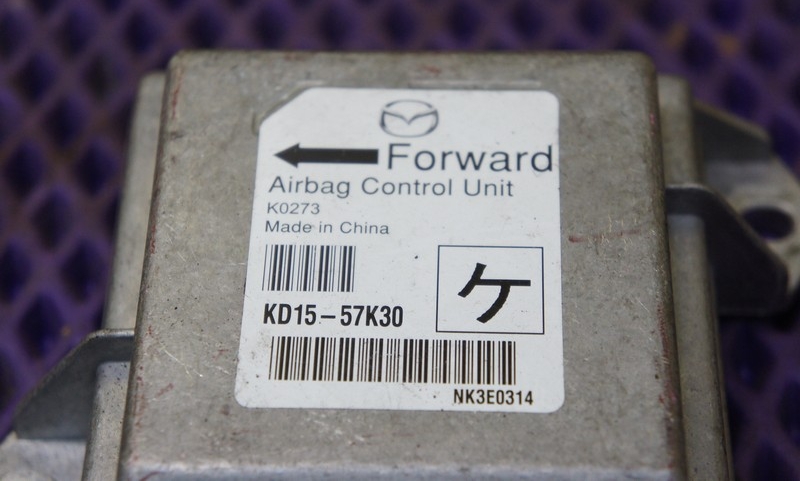 Forward
Airbag Control Unit
K0273
Made in China
KD15-57K30
ケ
NK3E0314